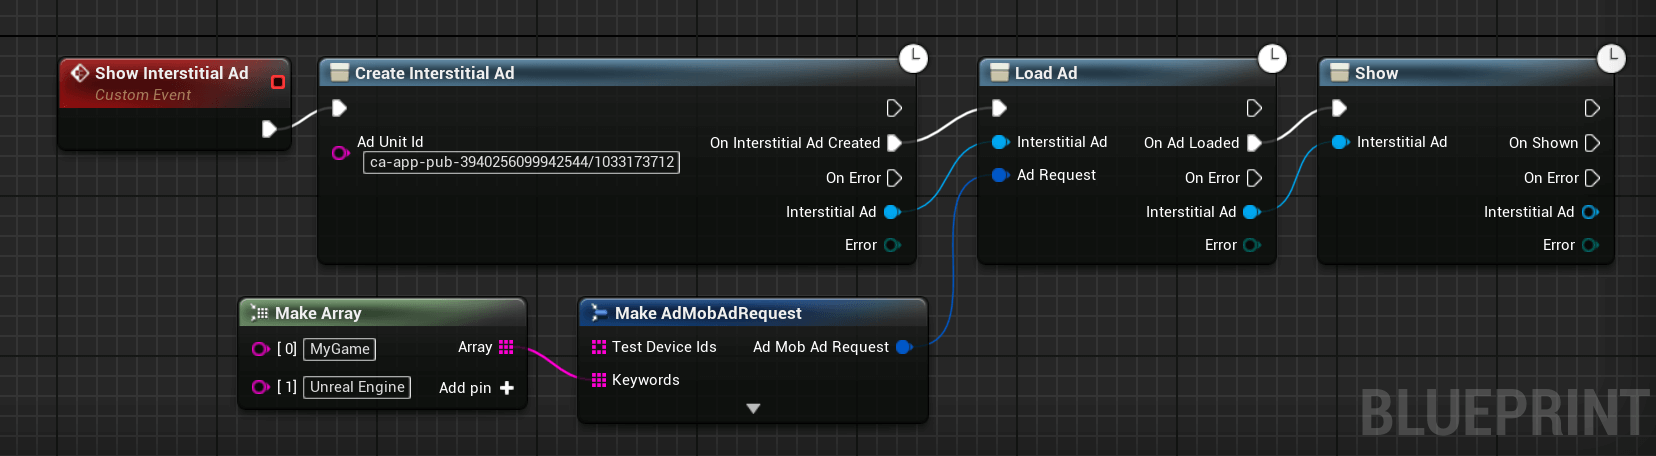 Show Interstitial Ad
Custom Event
Create Interstitial Ad
Ad Unit Id
ca-app-pub-3940256099942544/1033173712
On Interstitial Ad Created
On Error
Interstitial Ad
Error
Load Ad
Interstitial Ad
On Ad Loaded
Ad Request
On Error
Interstitial Ad
Error
Show
Interstitial Ad
On Shown
On Error
Interstitial Ad
Error
Make Array
[ 0] MyGame
Array
[ 1] Unreal Engine
Add pin
Make AdMobAdRequest
Test Device Ids
Ad Mob Ad Request
Keywords
BLUEPRINT